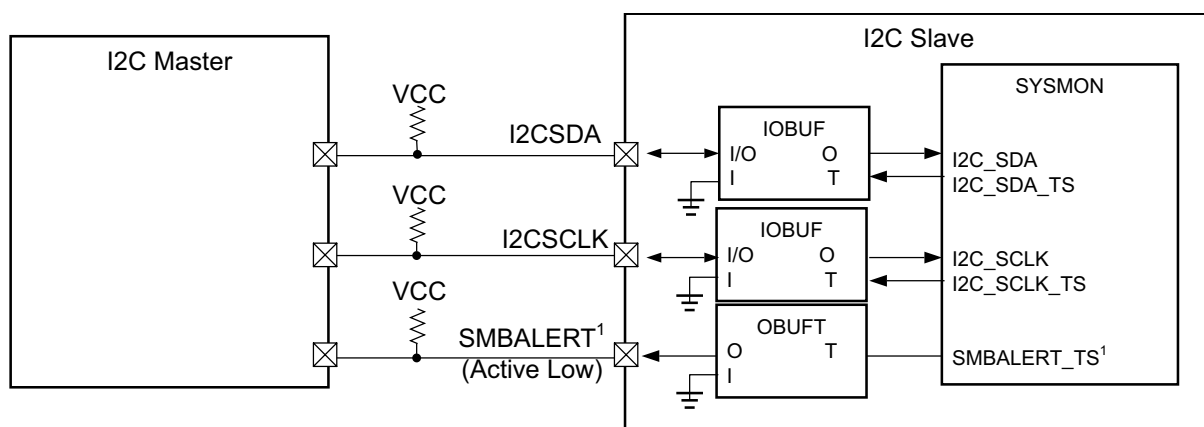 I2C Master
I2C Slave
SYSMON
VCC
I2CSDA
IOBUF
I/O O
I T
I2C_SDA
I2C_SDA_TS
VCC
I2CSCLK
IOBUF
I/O O
I T
I2C_SCLK
I2C_SCLK_TS
VCC
SMBALERT¹
(Active Low)
OBUFT
O T
I
SMBALERT_TS¹